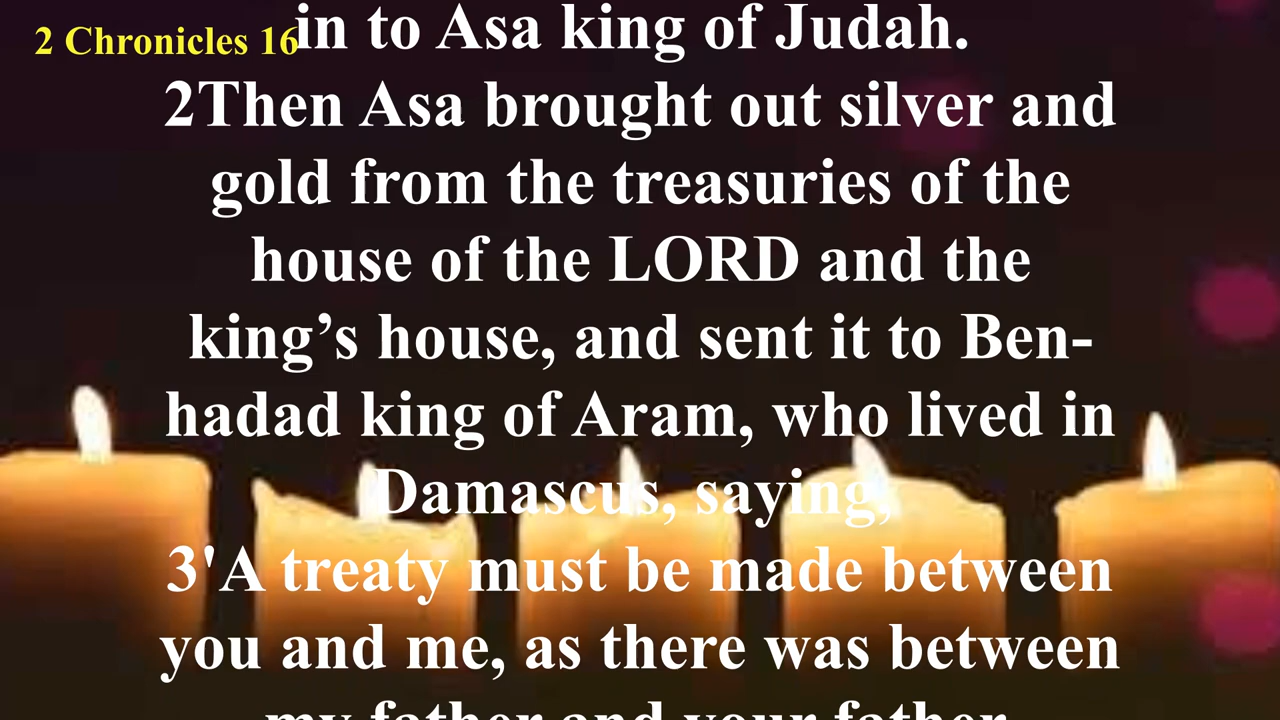 2 Chronicles 16
in to Asa king of Judah.
2Then Asa brought out silver and
gold from the treasuries of the
house of the LORD and the
king’s house, and sent it to Ben-
hadad king of Aram, who lived in
Damascus, saying,
3'A treaty must be made between
you and me, as there was between
my father and your father